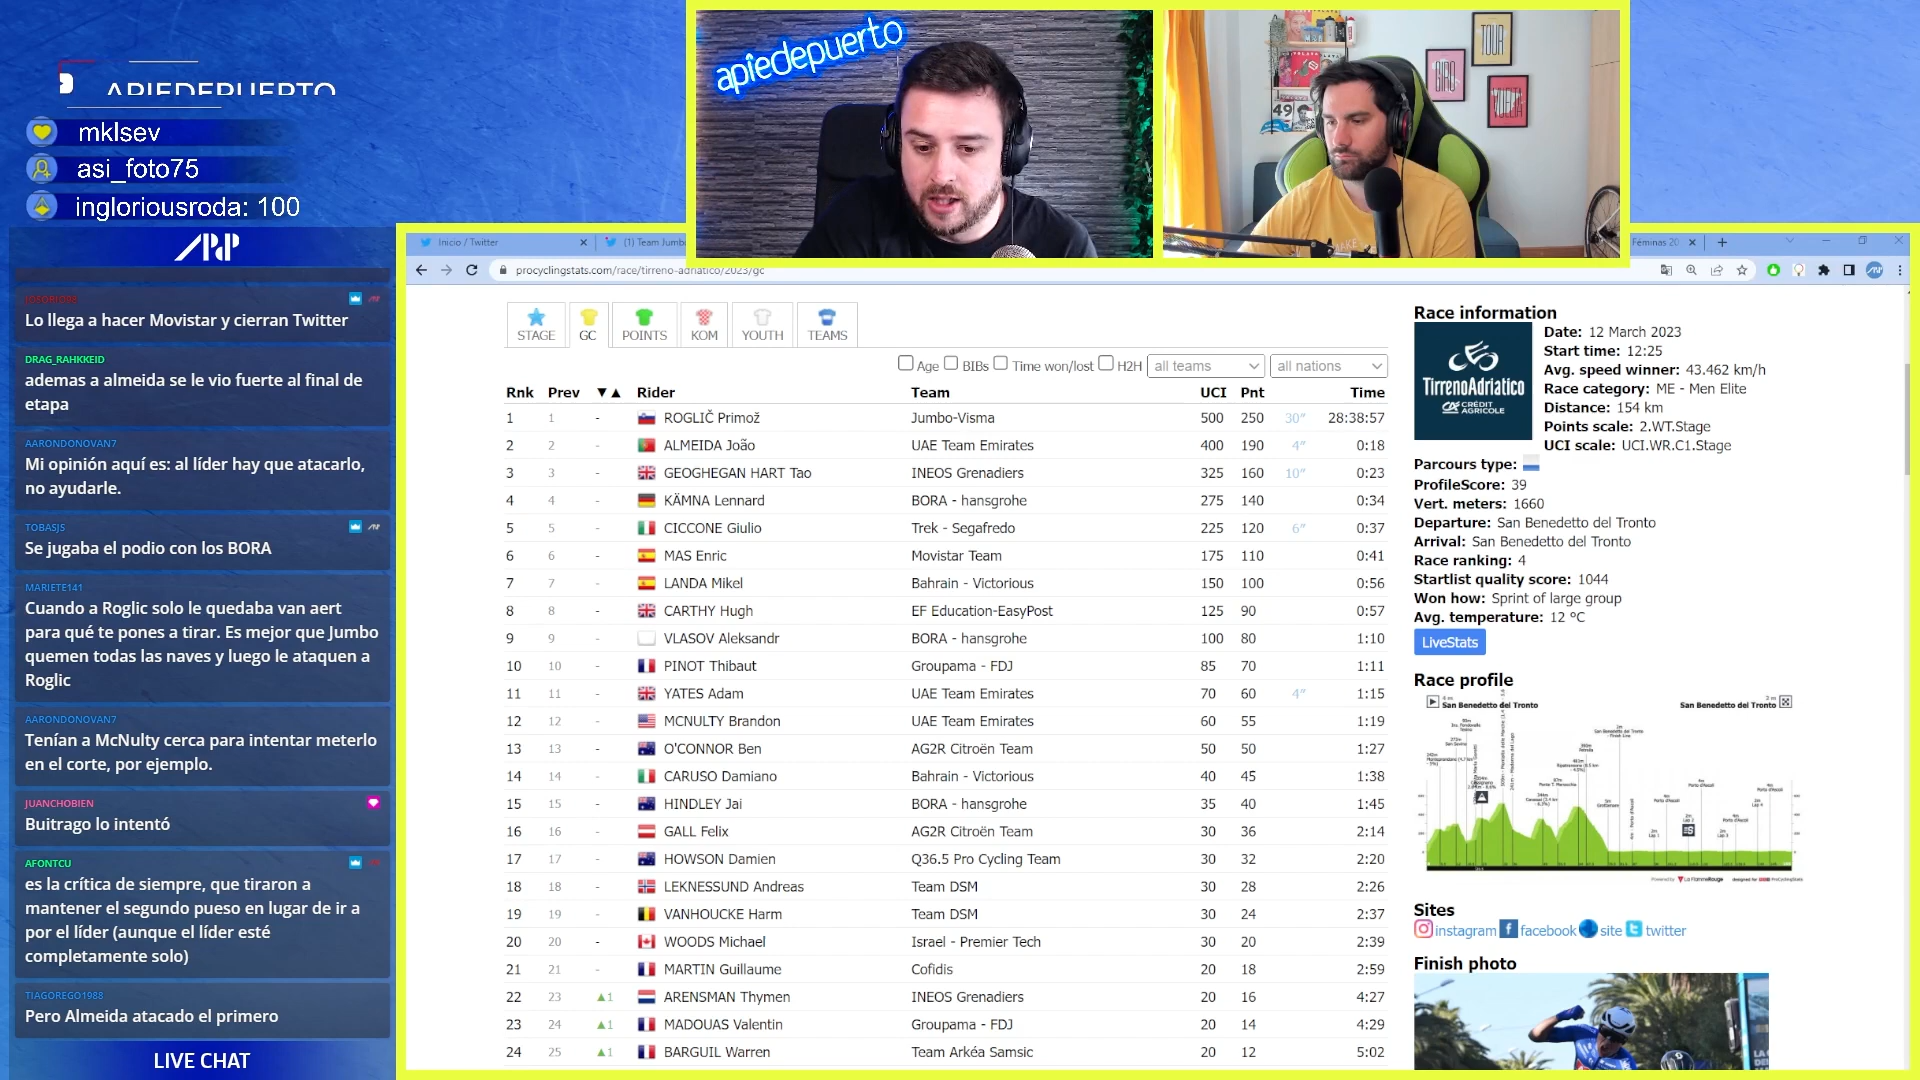 APIEDEPUERTO
mklsev
asi_foto75
ingloriousroda: 100
apiedepuerto
TOUR
GIRO
49
Lo llega a hacer Movistar y cierran Twitter
DRAG_RAHKKEID
ademas a almeida se le vio fuerte al final de
etapa
AARONDONOVAN7
Mi opinión aquí es: al líder hay que atacarlo,
no ayudarle.
TOBASJS
Se jugaba el podio con los BORA
MARIETE141
Cuando a Roglic solo le quedaba van aert
para qué te pones a tirar. Es mejor que Jumbo
quemen todas las naves y luego le ataquen a
Roglic
AARONDONOVAN7
Tenían a McNulty cerca para intentar meterlo
en el corte, por ejemplo.
JUANCHOBIEN
Buitrago lo intentó
AFONTCU
es la crítica de siempre, que tiraron a
mantener el segundo pueso en lugar de ir a
por el líder (aunque el líder esté
completamente solo)
TIAGOREGO1988
Pero Almeida atacado el primero
LIVE CHAT
Inicio / Twitter
(1) Team Jumbo
Féminas 20
procyclingstats.com/race/tirreno-adriatico/2023/gc
STAGE GC POINTS KOM YOUTH TEAMS
Age BIBs Time won/lost H2H all teams all nations
Rnk Prev ▼▲ Rider Team UCI Pnt Time
1 1 - ROGLIČ Primož Jumbo-Visma 500 250 30″ 28:38:57
2 2 - ALMEIDA João UAE Team Emirates 400 190 4″ 0:18
3 3 - GEOGHEGAN HART Tao INEOS Grenadiers 325 160 10″ 0:23
4 4 - KÄMNA Lennard BORA - hansgrohe 275 140 0:34
5 5 - CICCONE Giulio Trek - Segafredo 225 120 6″ 0:37
6 6 - MAS Enric Movistar Team 175 110 0:41
7 7 - LANDA Mikel Bahrain - Victorious 150 100 0:56
8 8 - CARTHY Hugh EF Education-EasyPost 125 90 0:57
9 9 - VLASOV Aleksandr BORA - hansgrohe 100 80 1:10
10 10 - PINOT Thibaut Groupama - FDJ 85 70 1:11
11 11 - YATES Adam UAE Team Emirates 70 60 4″ 1:15
12 12 - MCNULTY Brandon UAE Team Emirates 60 55 1:19
13 13 - O'CONNOR Ben AG2R Citroën Team 50 50 1:27
14 14 - CARUSO Damiano Bahrain - Victorious 40 45 1:38
15 15 - HINDLEY Jai BORA - hansgrohe 35 40 1:45
16 16 - GALL Felix AG2R Citroën Team 30 36 2:14
17 17 - HOWSON Damien Q36.5 Pro Cycling Team 30 32 2:20
18 18 - LEKNESSUND Andreas Team DSM 30 28 2:26
19 19 - VANHOUCKE Harm Team DSM 30 24 2:37
20 20 - WOODS Michael Israel - Premier Tech 30 20 2:39
21 21 - MARTIN Guillaume Cofidis 20 18 2:59
22 23 ▲1 ARENSMAN Thymen INEOS Grenadiers 20 16 4:27
23 24 ▲1 MADOUAS Valentin Groupama - FDJ 20 14 4:29
24 25 ▲1 BARGUIL Warren Team Arkéa Samsic 20 12 5:02
Race information
TirrenoAdriatico
CRÉDIT
AGRICOLE
Date: 12 March 2023
Start time: 12:25
Avg. speed winner: 43.462 km/h
Race category: ME - Men Elite
Distance: 154 km
Points scale: 2.WT.Stage
UCI scale: UCI.WR.C1.Stage
Parcours type:
ProfileScore: 39
Vert. meters: 1660
Departure: San Benedetto del Tronto
Arrival: San Benedetto del Tronto
Race ranking: 4
Startlist quality score: 1044
Won how: Sprint of large group
Avg. temperature: 12 °C
LiveStats
Race profile
San Benedetto del Tronto
San Benedetto del Tronto
Sites
instagram facebook site twitter
Finish photo